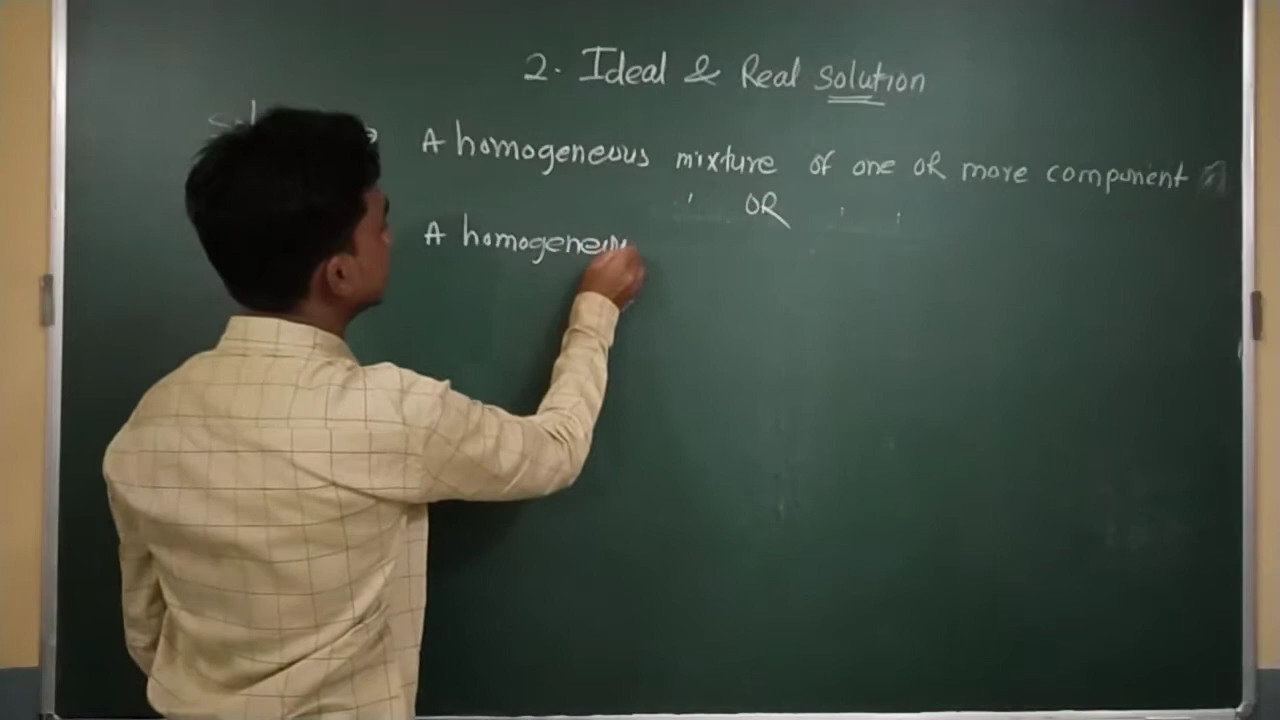 2. Ideal & Real Solution
A homogeneous mixture of one OR more component
OR
A homogeneou